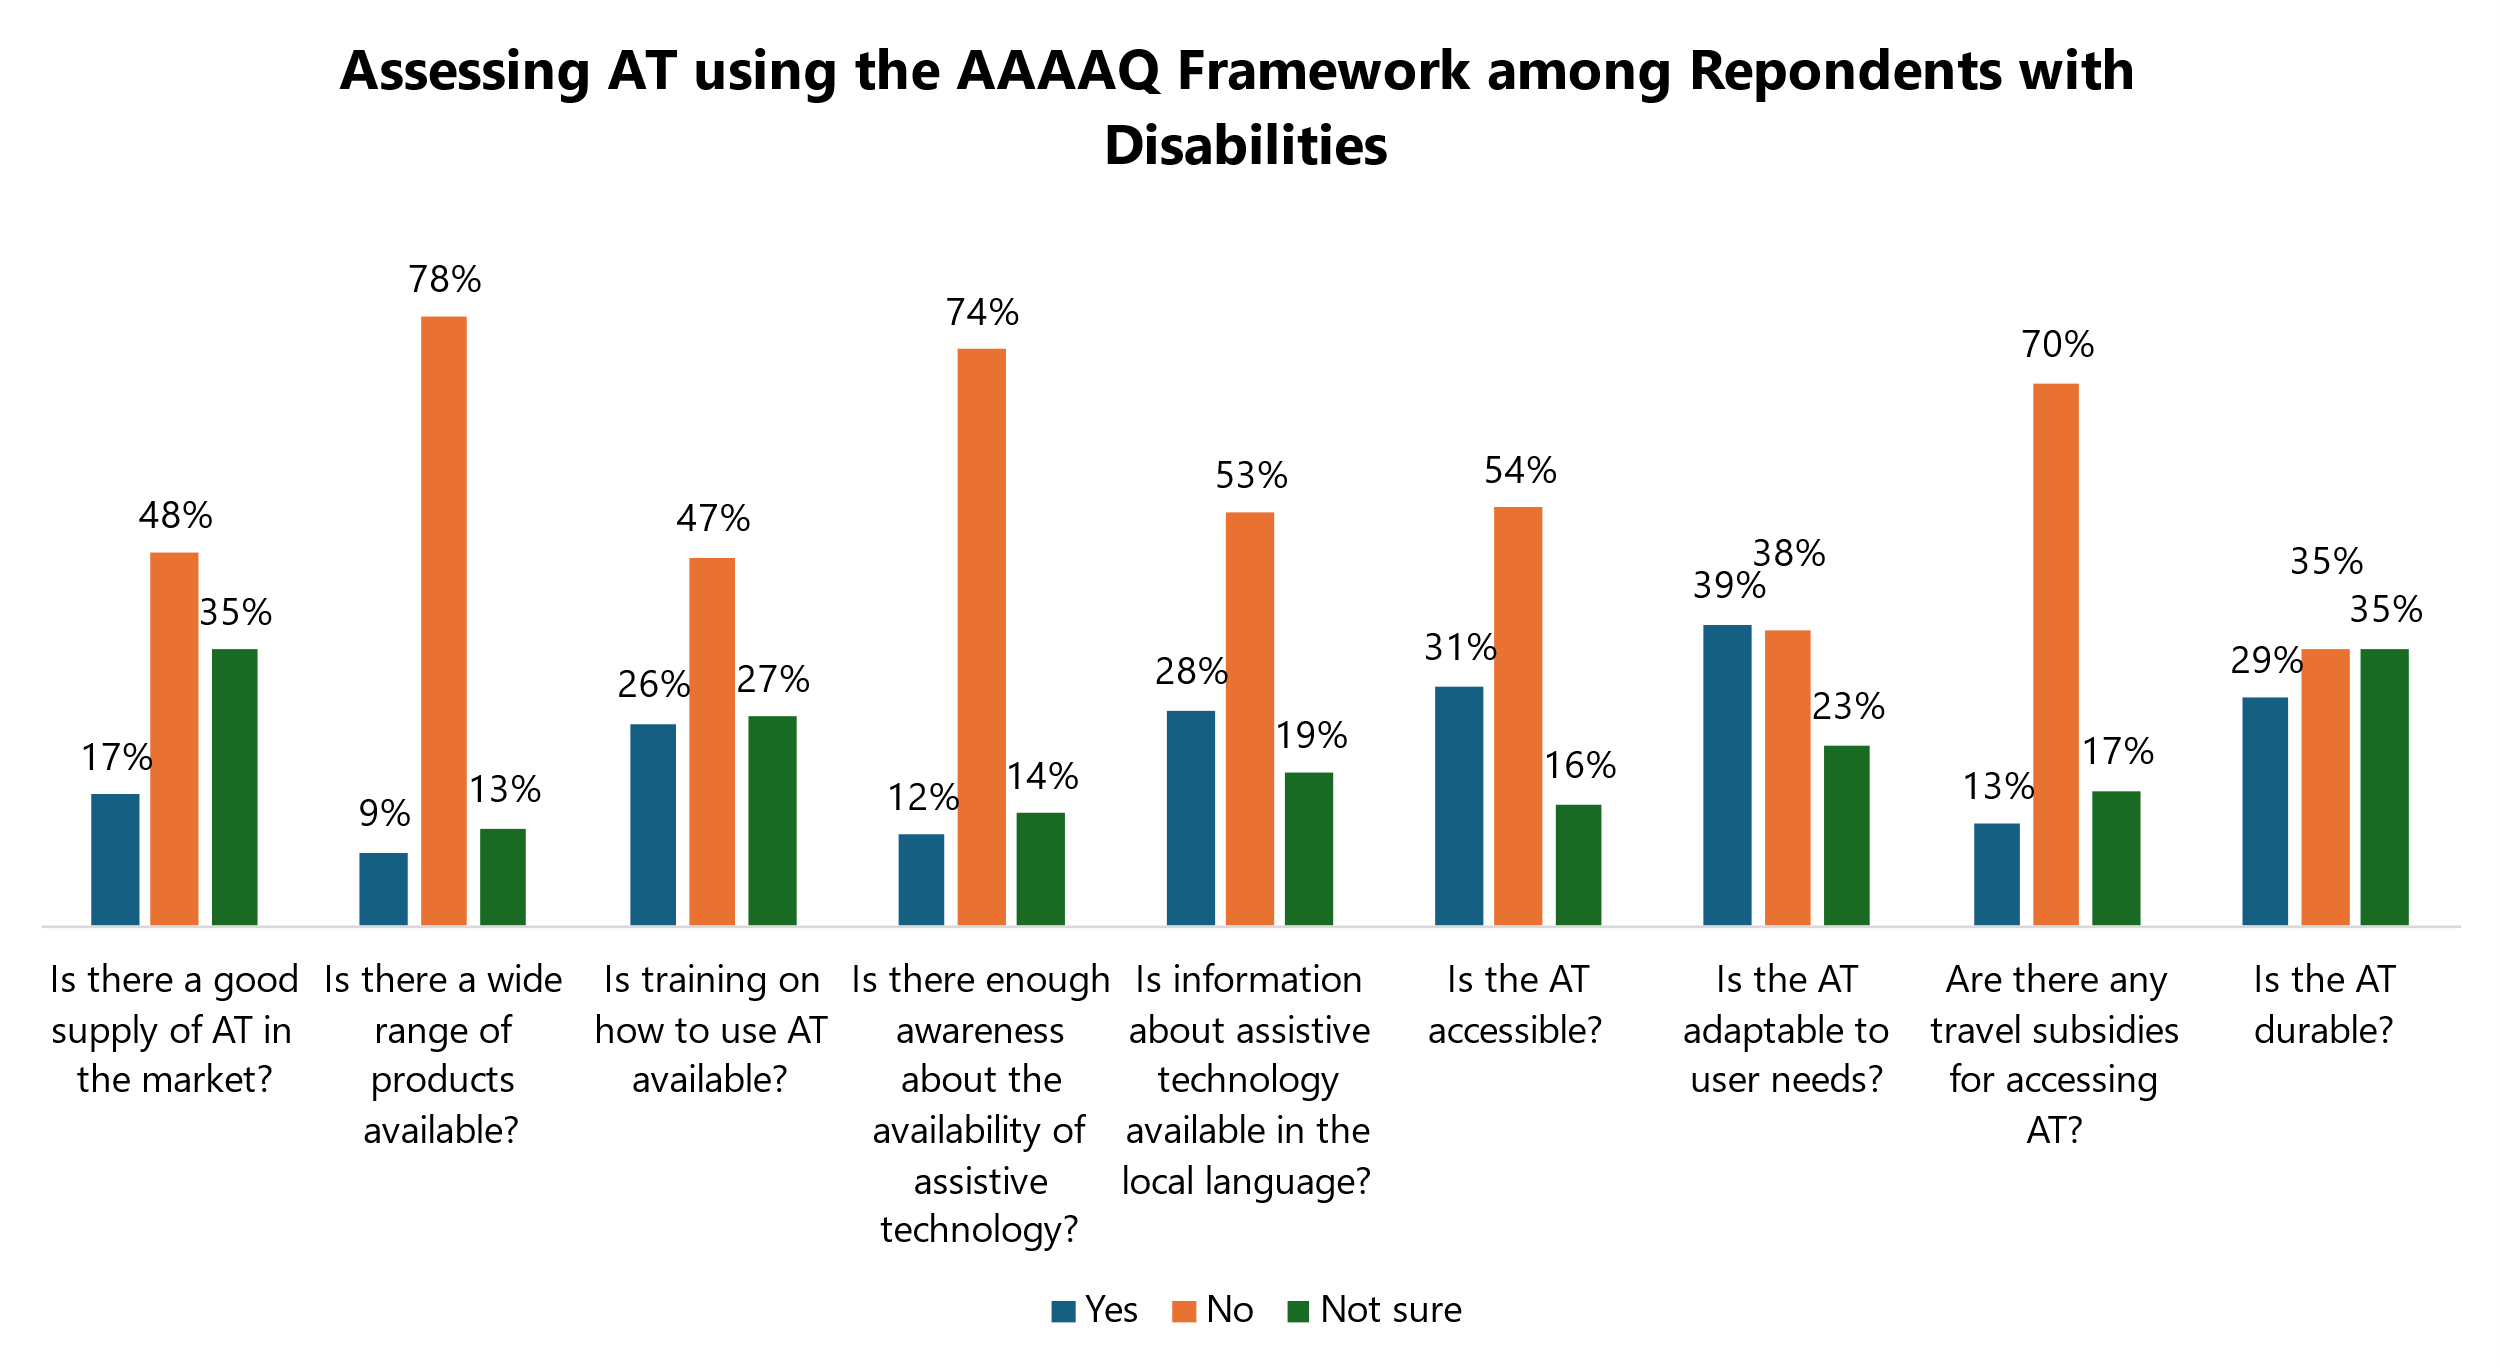 Assessing AT using the AAAAQ Framework among Repondents with
Disabilities
17%
48%
35%
9%
78%
13%
26%
47%
27%
12%
74%
14%
28%
53%
19%
31%
54%
16%
39%
38%
23%
13%
70%
17%
29%
35%
35%
Is there a good
supply of AT in
the market?
Is there a wide
range of
products
available?
Is training on
how to use AT
available?
Is there enough
awareness
about the
availability of
assistive
technology?
Is information
about assistive
technology
available in the
local language?
Is the AT
accessible?
Is the AT
adaptable to
user needs?
Are there any
travel subsidies
for accessing
AT?
Is the AT
durable?
Yes
No
Not sure